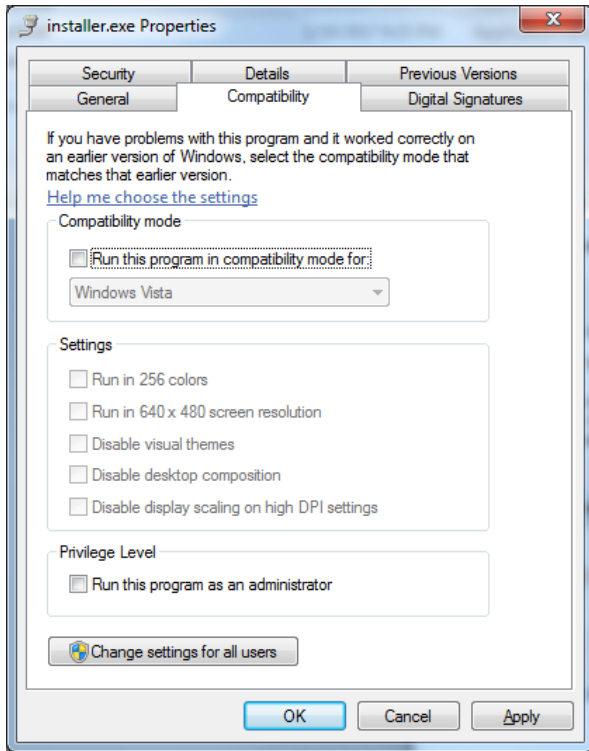 installer.exe Properties
Security
Details
Previous Versions
General
Compatibility
Digital Signatures
If you have problems with this program and it worked correctly on
an earlier version of Windows, select the compatibility mode that
matches that earlier version.
Help me choose the settings
Compatibility mode
Run this program in compatibility mode for:
Windows Vista
Settings
Run in 256 colors
Run in 640 x 480 screen resolution
Disable visual themes
Disable desktop composition
Disable display scaling on high DPI settings
Privilege Level
Run this program as an administrator
Change settings for all users
OK
Cancel
Apply